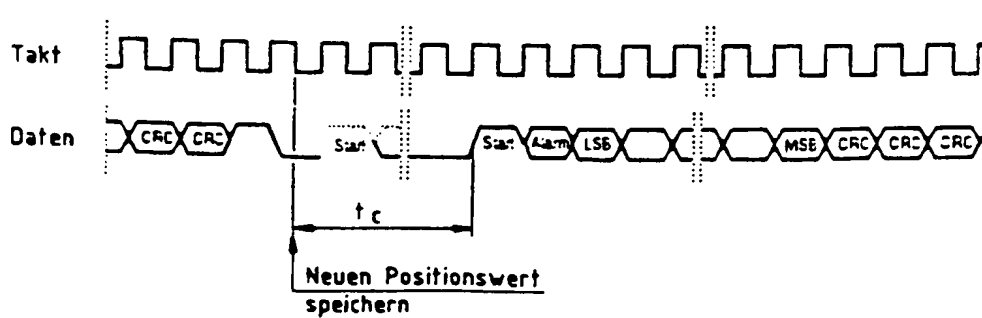 Takt
Daten CRC CRC Start Start Alarm LSB MSB CRC CRC CRC
t c
Neuen Positionswert
speichern